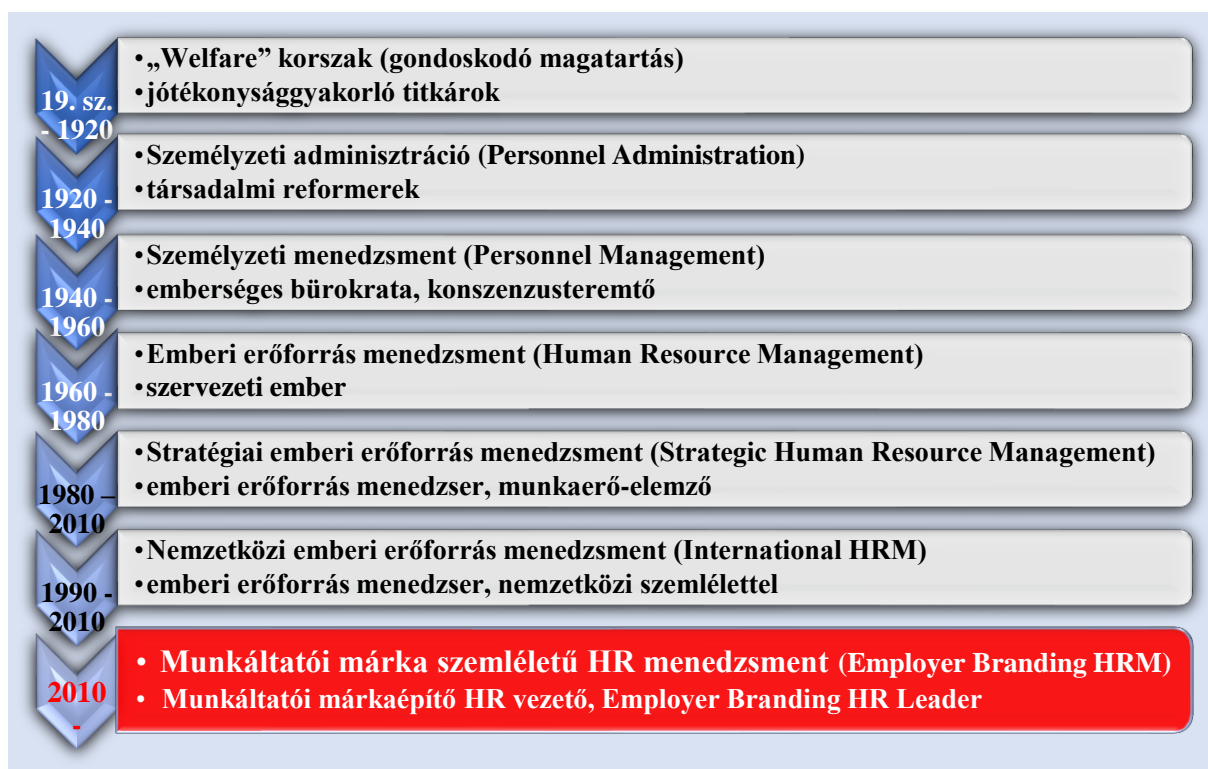 19. sz.
- 1920
•„Welfare” korszak (gondoskodó magatartás)
•jótékonysággyakorló titkárok
1920 -
1940
•Személyzeti adminisztráció (Personnel Administration)
•társadalmi reformerek
1940 -
1960
•Személyzeti menedzsment (Personnel Management)
•emberséges bürokrata, konszenzusteremtő
1960 -
1980
•Emberi erőforrás menedzsment (Human Resource Management)
•szervezeti ember
1980 –
2010
•Stratégiai emberi erőforrás menedzsment (Strategic Human Resource Management)
•emberi erőforrás menedzser, munkaerő-elemző
1990 -
2010
•Nemzetközi emberi erőforrás menedzsment (International HRM)
•emberi erőforrás menedzser, nemzetközi szemlélettel
2010
-
• Munkáltatói márka szemléletű HR menedzsment (Employer Branding HRM)
• Munkáltatói márkaépítő HR vezető, Employer Branding HR Leader